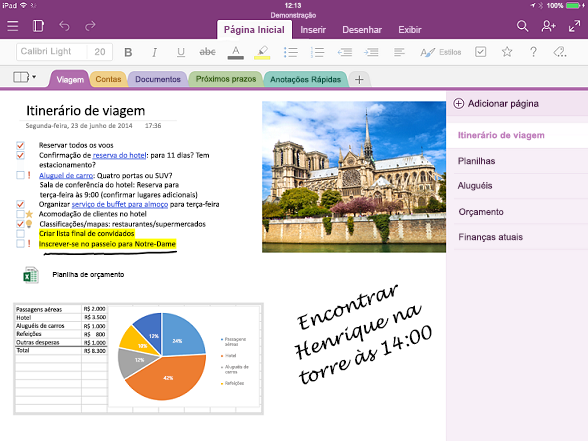 iPad
12:13
100%
Demonstração
Página Inicial Inserir Desenhar Exibir
Calibri Light 20 B I U abc A Estilos
Viagem Contas Documentos Próximos prazos Anotações Rápidas +
Itinerário de viagem
Segunda-feira, 23 de junho de 2014 17:36
Reservar todos os voos
Confirmação de reserva do hotel: para 11 dias? Tem
estacionamento?
! Aluguel de carro: Quatro portas ou SUV?
Sala de conferência do hotel: Reserva para
terça-feira às 9:00 (confirmar lugares adicionais)
Organizar serviço de buffet para almoço para terça-feira
Acomodação de clientes no hotel
Classificações/mapas: restaurantes/supermercados
Criar lista final de convidados
! Inscrever-se no passeio para Notre-Dame
Planilha de orçamento
Passagens aéreas R$ 2.000
Hotel R$ 3.500
Aluguéis de carros R$ 1.000
Refeições R$ 800
Outras despesas R$ 1.000
Total R$ 8.300
12%
24%
10%
12%
42%
Passagens
aéreas
Hotel
Aluguéis de
carros
Refeições
Encontrar
Henrique na
torre às 14:00
Adicionar página
Itinerário de viagem
Planilhas
Aluguéis
Orçamento
Finanças atuais